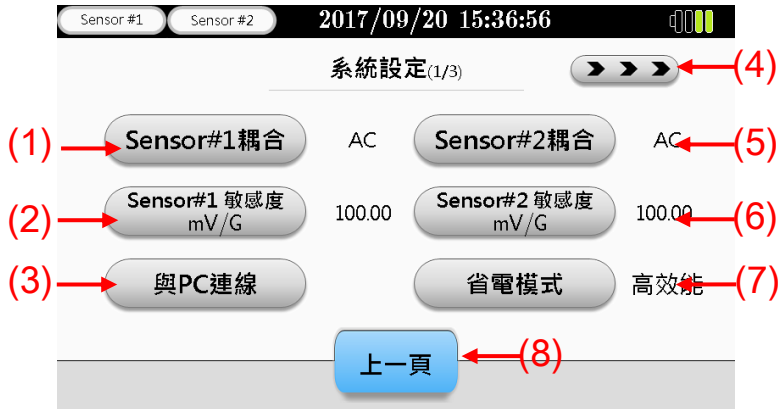 Sensor #1 Sensor #2 2017/09/20 15:36:56
系統設定(1/3) (4)
(1) Sensor#1耦合 AC Sensor#2耦合 AC (5)
(2) Sensor#1 敏感度 mV/G 100.00 Sensor#2 敏感度 mV/G 100.00 (6)
(3) 與PC連線 省電模式 高效能 (7)
上一頁 (8)